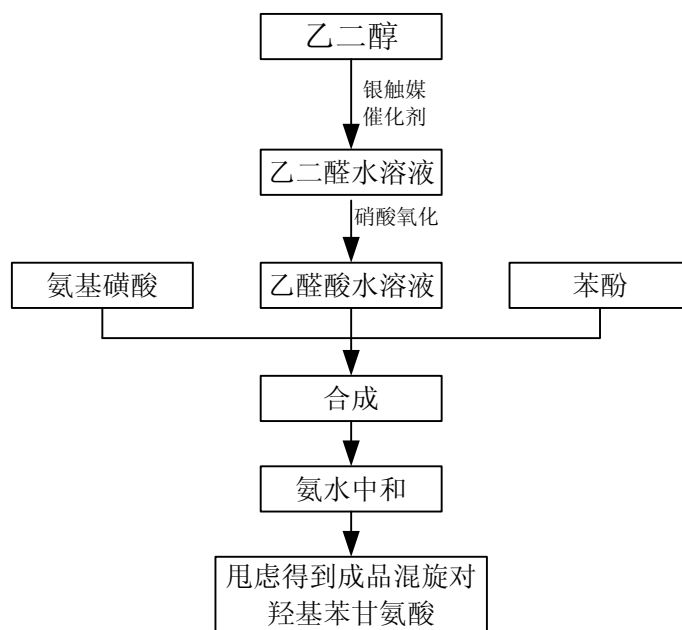 乙二醇
银触媒
催化剂
乙二醛水溶液
硝酸氧化
氨基磺酸
乙醛酸水溶液
苯酚
合成
氨水中和
甩虑得到成品混旋对
羟基苯甘氨酸